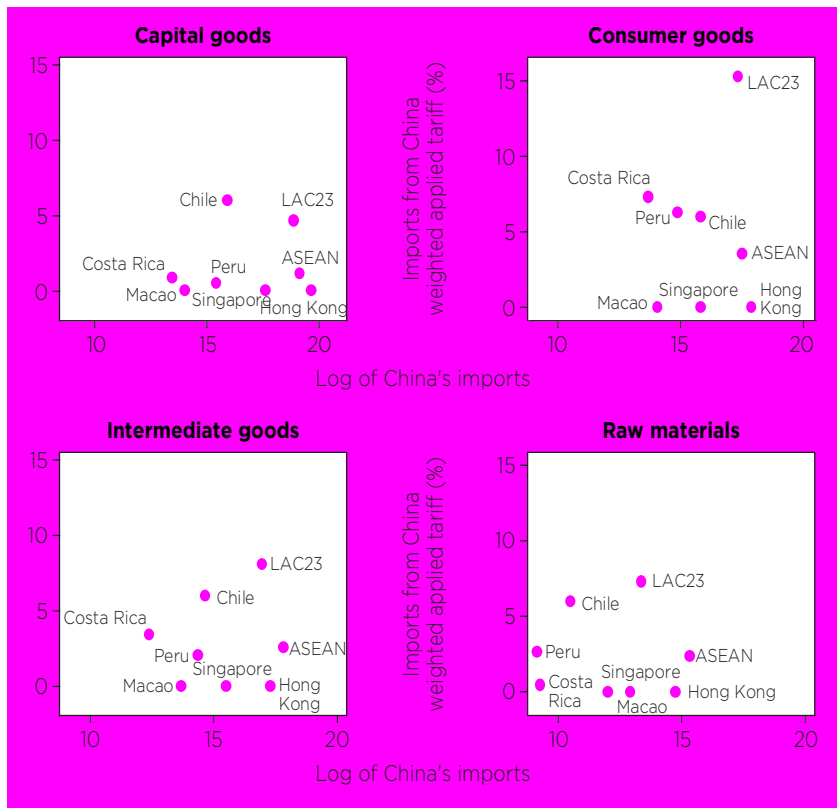 Capital goods
15
10
5
0
Chile
LAC23
Costa Rica
Peru
ASEAN
Macao
Singapore
Hong Kong
10
15
20
Consumer goods
Imports from China
weighted applied tariff (%)
15
10
5
0
LAC23
Costa Rica
Peru
Chile
ASEAN
Macao
Singapore
Hong
Kong
10
15
20
Log of China's imports
Intermediate goods
15
10
5
0
LAC23
Chile
Costa Rica
Peru
ASEAN
Singapore
Macao
Hong
Kong
10
15
20
Raw materials
Imports from China
weighted applied tariff (%)
15
10
5
0
LAC23
Chile
Peru
ASEAN
Costa
Rica
Singapore
Macao
Hong Kong
10
15
20
Log of China's imports